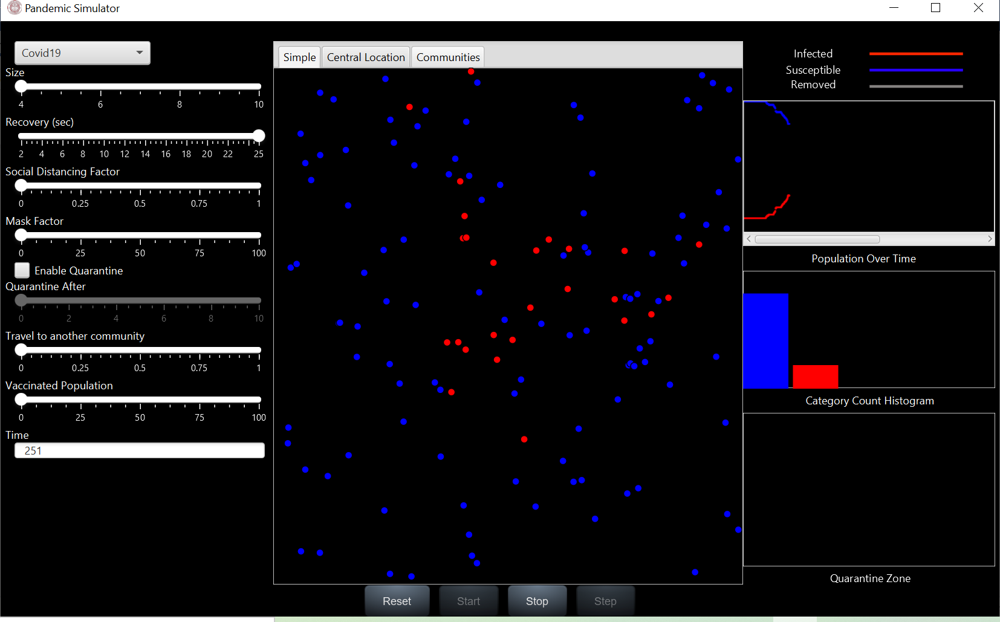 Pandemic Simulator
Covid19
Size
4 6 8 10
Recovery (sec)
2 4 6 8 10 12 14 16 18 20 22 25
Social Distancing Factor
0 0.25 0.5 0.75 1
Mask Factor
0 25 50 75 100
Enable Quarantine
Quarantine After
0 2 4 6 8 10
Travel to another community
0 0.25 0.5 0.75 1
Vaccinated Population
0 25 50 75 100
Time
251
Simple Central Location Communities
Infected
Susceptible
Removed
Population Over Time
Category Count Histogram
Quarantine Zone
Reset Start Stop Step